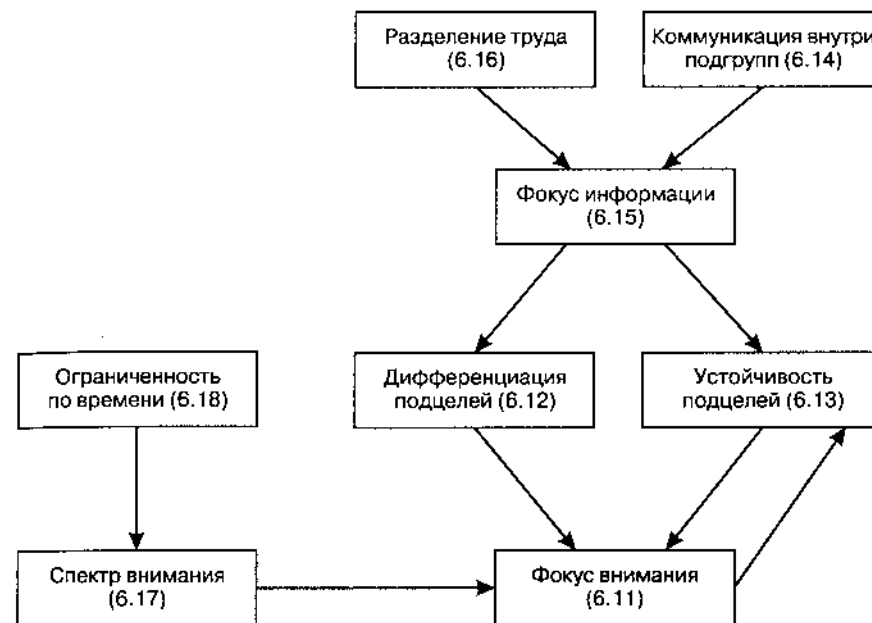 Разделение труда
(6.16)
Коммуникация внутри
подгрупп (6.14)
Фокус информации
(6.15)
Ограниченность
по времени (6.18)
Дифференциация
подцелей (6.12)
Устойчивость
подцелей (6.13)
Спектр внимания
(6.17)
Фокус внимания
(6.11)